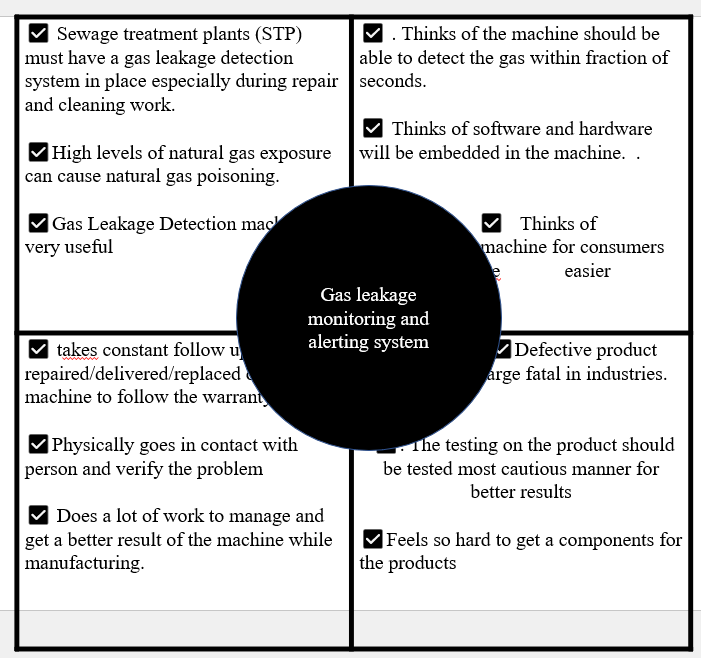 Sewage treatment plants (STP)
must have a gas leakage detection
system in place especially during repair
and cleaning work.
High levels of natural gas exposure
can cause natural gas poisoning.
Gas Leakage Detection
very useful
. Thinks of the machine should be
able to detect the gas within fraction of
seconds.
Thinks of software and hardware
will be embedded in the machine. .
Thinks of
machine for consumers
easier
Gas leakage
monitoring and
alerting system
takes constant follow
repaired/delivered/replaced
machine to follow the warranty
Physically goes in contact with
person and verify the problem
Does a lot of work to manage and
get a better result of the machine while
manufacturing.
Defective product
fatal in industries.
. The testing on the product should
be tested most cautious manner for
better results
Feels so hard to get a components for
the products